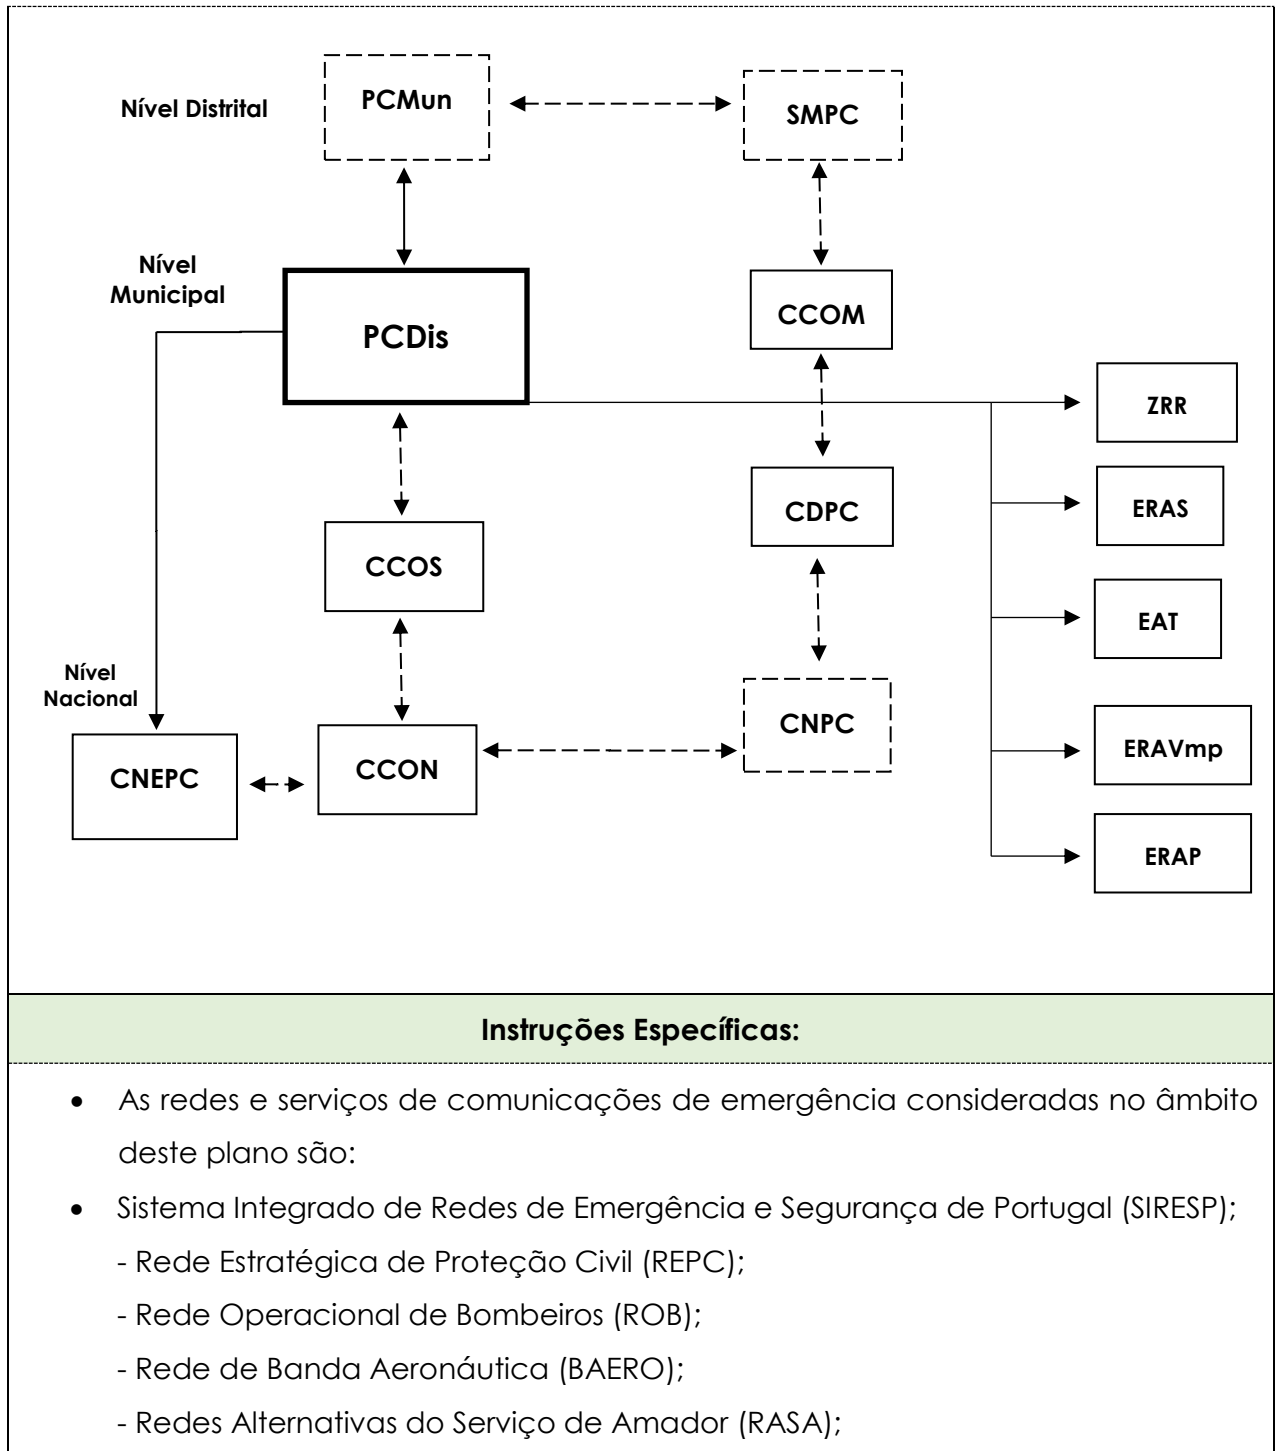 Nível Distrital
PCMun
SMPC
Nível
Municipal
PCDis
CCOM
ZRR
CCOS
CDPC
ERAS
EAT
Nível
Nacional
CNEPC
CCON
CNPC
ERAVmp
ERAP
Instruções Específicas:
• As redes e serviços de comunicações de emergência consideradas no âmbito
deste plano são:
• Sistema Integrado de Redes de Emergência e Segurança de Portugal (SIRESP);
- Rede Estratégica de Proteção Civil (REPC);
- Rede Operacional de Bombeiros (ROB);
- Rede de Banda Aeronáutica (BAERO);
- Redes Alternativas do Serviço de Amador (RASA);